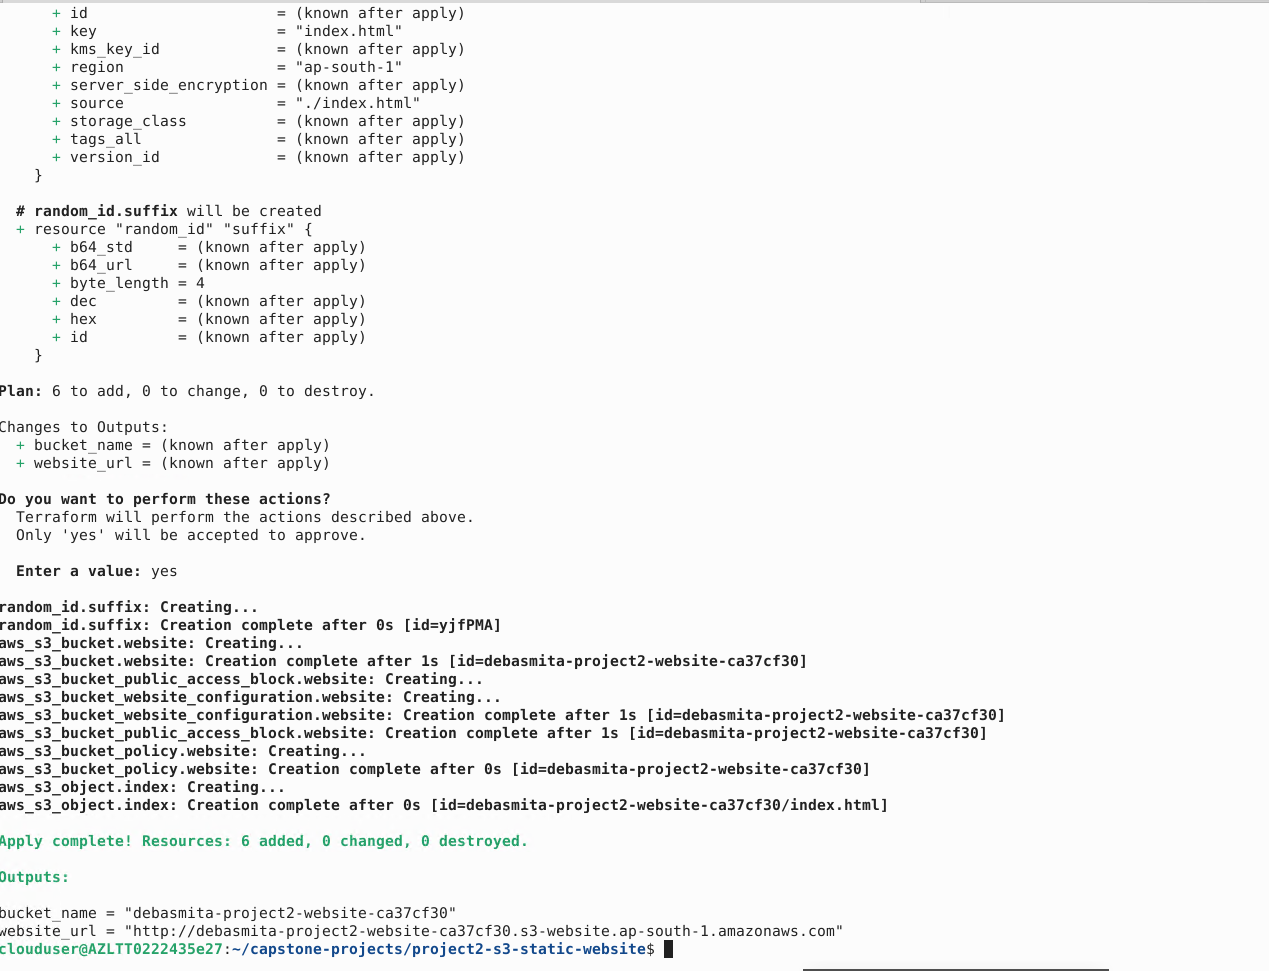 + id                     = (known after apply)
+ key                    = "index.html"
+ kms_key_id             = (known after apply)
+ region                 = "ap-south-1"
+ server_side_encryption = (known after apply)
+ source                 = "./index.html"
+ storage_class          = (known after apply)
+ tags_all               = (known after apply)
+ version_id             = (known after apply)
}
# random_id.suffix will be created
+ resource "random_id" "suffix" {
+ b64_std     = (known after apply)
+ b64_url     = (known after apply)
+ byte_length = 4
+ dec         = (known after apply)
+ hex         = (known after apply)
+ id          = (known after apply)
}
Plan: 6 to add, 0 to change, 0 to destroy.
Changes to Outputs:
+ bucket_name = (known after apply)
+ website_url = (known after apply)
Do you want to perform these actions?
Terraform will perform the actions described above.
Only 'yes' will be accepted to approve.
Enter a value: yes
random_id.suffix: Creating...
random_id.suffix: Creation complete after 0s [id=yjfPMA]
aws_s3_bucket.website: Creating...
aws_s3_bucket.website: Creation complete after 1s [id=debasmita-project2-website-ca37cf30]
aws_s3_bucket_public_access_block.website: Creating...
aws_s3_bucket_website_configuration.website: Creating...
aws_s3_bucket_website_configuration.website: Creation complete after 1s [id=debasmita-project2-website-ca37cf30]
aws_s3_bucket_public_access_block.website: Creation complete after 1s [id=debasmita-project2-website-ca37cf30]
aws_s3_bucket_policy.website: Creating...
aws_s3_bucket_policy.website: Creation complete after 0s [id=debasmita-project2-website-ca37cf30]
aws_s3_object.index: Creating...
aws_s3_object.index: Creation complete after 0s [id=debasmita-project2-website-ca37cf30/index.html]
Apply complete! Resources: 6 added, 0 changed, 0 destroyed.
Outputs:
bucket_name = "debasmita-project2-website-ca37cf30"
website_url = "http://debasmita-project2-website-ca37cf30.s3-website.ap-south-1.amazonaws.com"
clouduser@AZLTT0222435e27:~/capstone-projects/project2-s3-static-website$